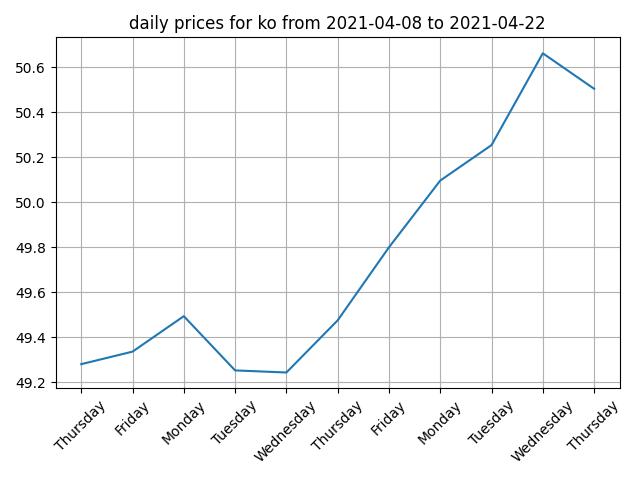 daily prices for ko from 2021-04-08 to 2021-04-22
50.6
50.4
50.2
50.0
49.8
49.6
49.4
49.2
Thursday
Friday
Monday
Tuesday
Wednesday
Thursday
Friday
Monday
Tuesday
Wednesday
Thursday